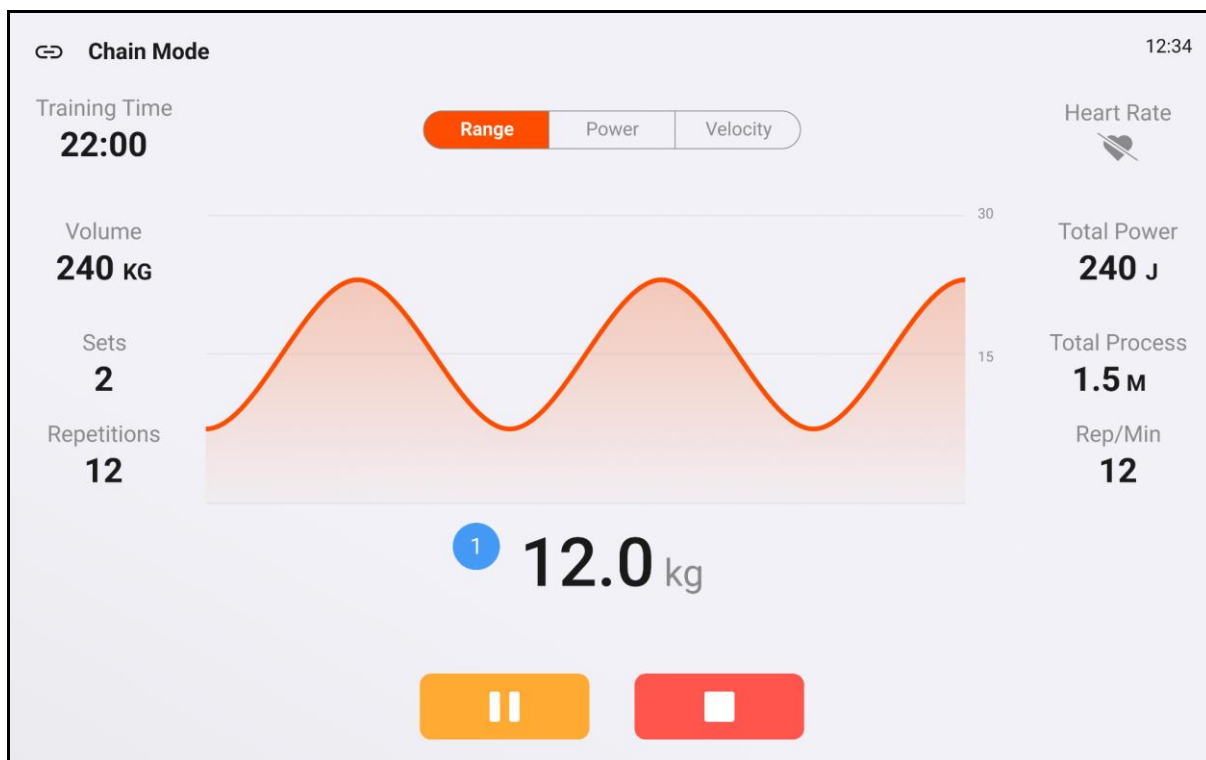 Chain Mode
12:34
Training Time
22:00
Range
Power
Velocity
Heart Rate
Volume
240 KG
30
Total Power
240 J
Sets
2
15
Total Process
1.5 M
Repetitions
12
Rep/Min
12
1
12.0 kg